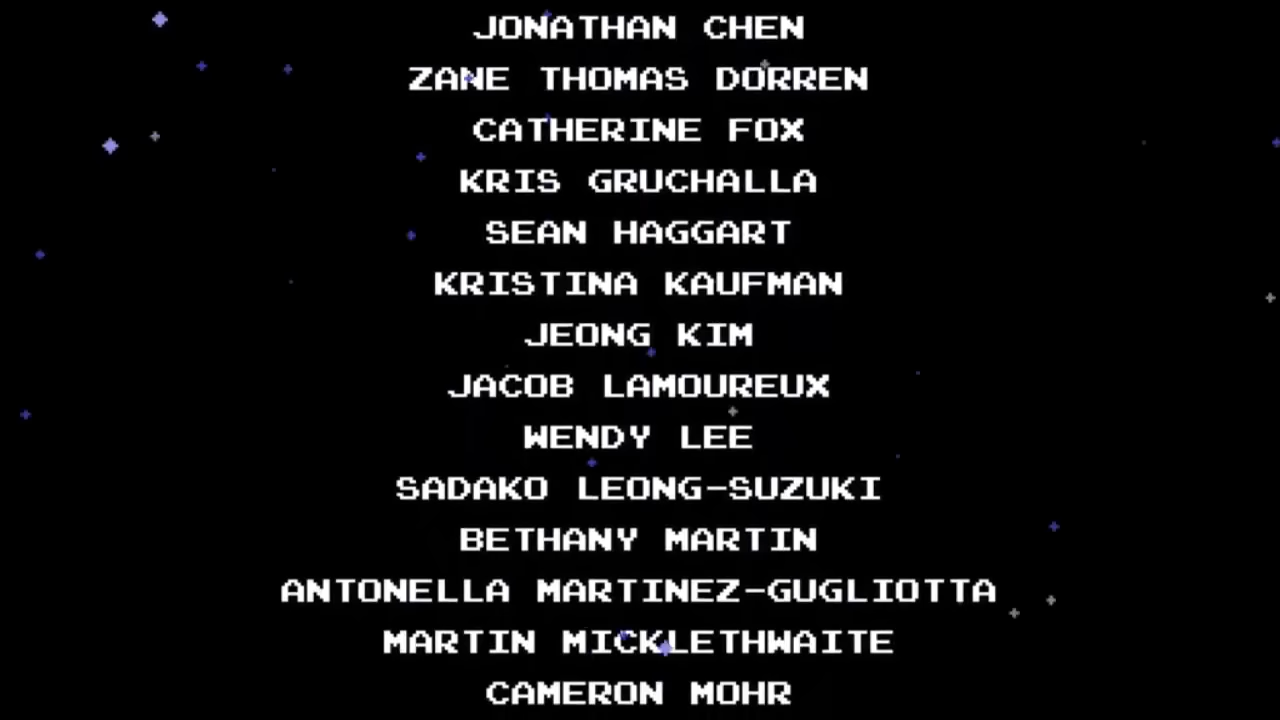 JONATHAN CHEN
ZANE THOMAS DORREN
CATHERINE FOX
KRIS GRUCHALLA
SEAN HAGGART
KRISTINA KAUFMAN
JEONG KIM
JACOB LAMOUREUX
WENDY LEE
SADAKO LEONG-SUZUKI
BETHANY MARTIN
ANTONELLA MARTINEZ-GUGLIOTTA
MARTIN MICKLETHWAITE
CAMERON MOHR